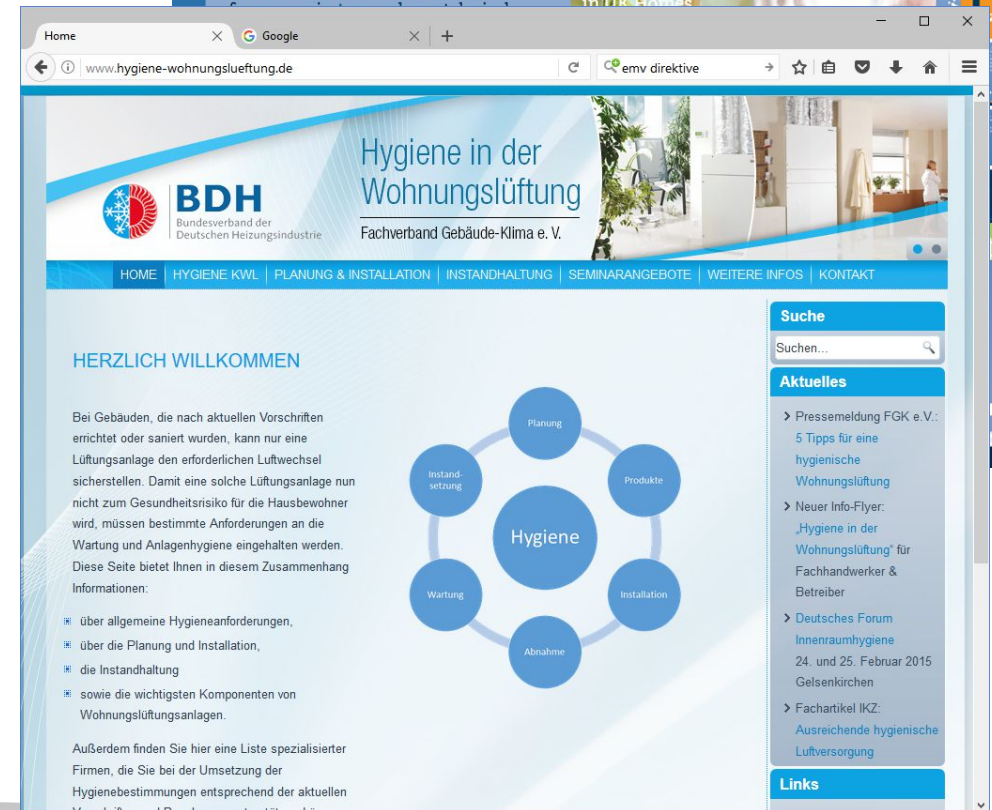 in UK Homes
Home
Google
www.hygiene-wohnungslueftung.de
emv direktive
Hygiene in der
Wohnungslüftung
Fachverband Gebäude-Klima e. V.
BDH
Bundesverband der
Deutschen Heizungsindustrie
HOME HYGIENE KWL PLANUNG & INSTALLATION INSTANDHALTUNG SEMINARANGEBOTE WEITERE INFOS KONTAKT
HERZLICH WILLKOMMEN
Bei Gebäuden, die nach aktuellen Vorschriften
errichtet oder saniert wurden, kann nur eine
Lüftungsanlage den erforderlichen Luftwechsel
sicherstellen. Damit eine solche Lüftungsanlage nun
nicht zum Gesundheitsrisiko für die Hausbewohner
wird, müssen bestimmte Anforderungen an die
Wartung und Anlagenhygiene eingehalten werden.
Diese Seite bietet Ihnen in diesem Zusammenhang
Informationen:
über allgemeine Hygieneanforderungen,
über die Planung und Installation,
die Instandhaltung
sowie die wichtigsten Komponenten von
Wohnungslüftungsanlagen.
Außerdem finden Sie hier eine Liste spezialisierter
Firmen, die Sie bei der Umsetzung der
Hygienebestimmungen entsprechend der aktuellen
Planung
Produkte
Installation
Abnahme
Wartung
Instand-
setzung
Hygiene
Suche
Suchen...
Aktuelles
Pressemeldung FGK e.V.:
5 Tipps für eine
hygienische
Wohnungslüftung
Neuer Info-Flyer:
„Hygiene in der
Wohnungslüftung" für
Fachhandwerker &
Betreiber
Deutsches Forum
Innenraumhygiene
24. und 25. Februar 2015
Gelsenkirchen
Fachartikel IKZ:
Ausreichende hygienische
Luftversorgung
Links